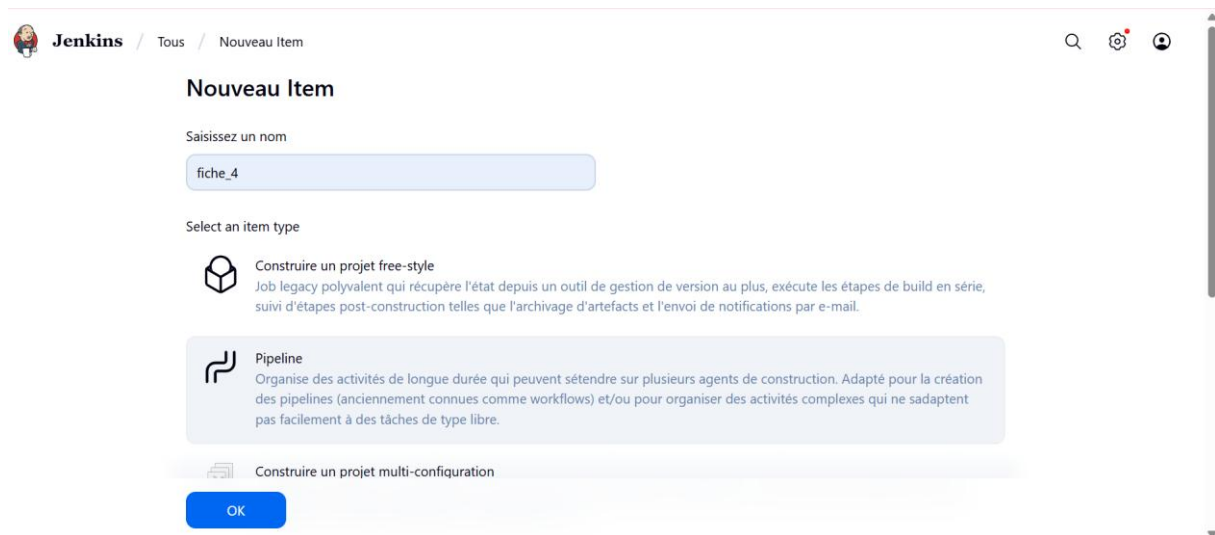 Jenkins / Tous / Nouveau Item
Nouveau Item
Saisissez un nom
fiche_4
Select an item type
Construire un projet free-style
Job legacy polyvalent qui récupère l'état depuis un outil de gestion de version au plus, exécute les étapes de build en série,
suivi d'étapes post-construction telles que l'archivage d'artefacts et l'envoi de notifications par e-mail.
Pipeline
Organise des activités de longue durée qui peuvent sétendre sur plusieurs agents de construction. Adapté pour la création
des pipelines (anciennement connues comme workflows) et/ou pour organiser des activités complexes qui ne sadaptent
pas facilement à des tâches de type libre.
Construire un projet multi-configuration
OK